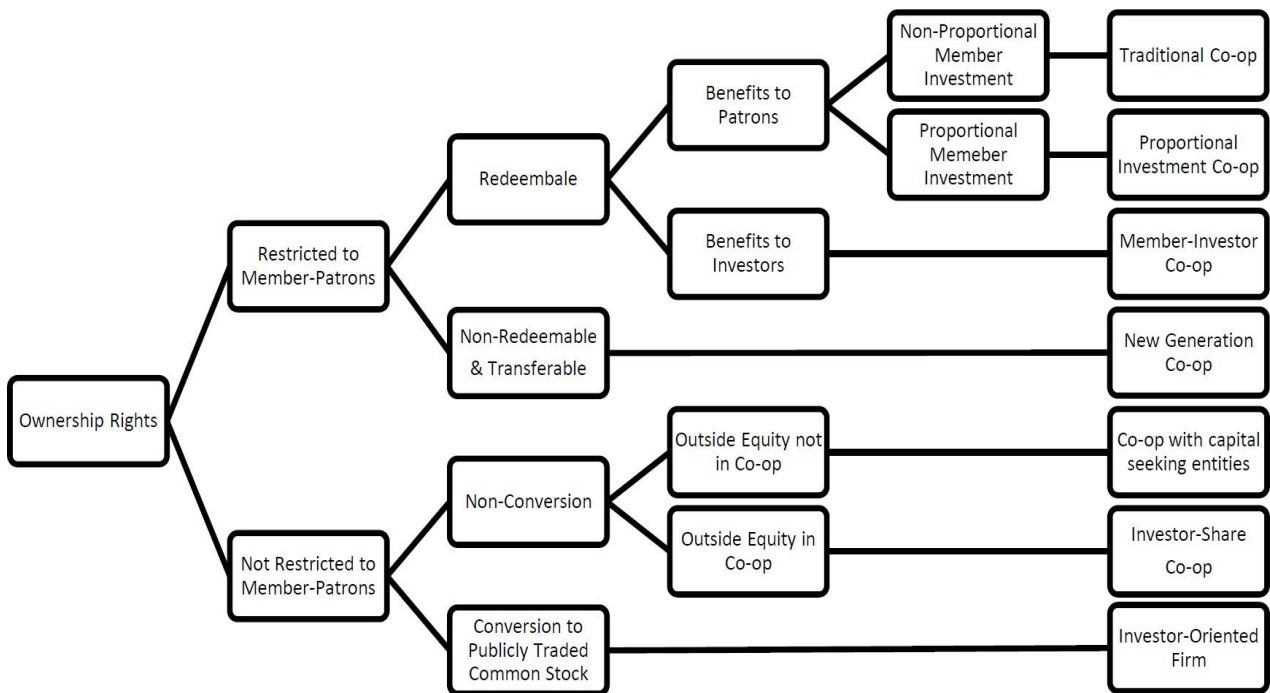 Non-Proportional
Member
Investment
Traditional Co-op
Benefits to
Patrons
Proportional
Memeber
Investment
Proportional
Investment Co-op
Redeembale
Restricted to
Member-Patrons
Benefits to
Investors
Member-Investor
Co-op
Non-Redeemable
& Transferable
New Generation
Co-op
Ownership Rights
Outside Equity not
in Co-op
Co-op with capital
seeking entities
Non-Conversion
Not Restricted to
Member-Patrons
Outside Equity in
Co-op
Investor-Share
Co-op
Conversion to
Publicly Traded
Common Stock
Investor-Oriented
Firm